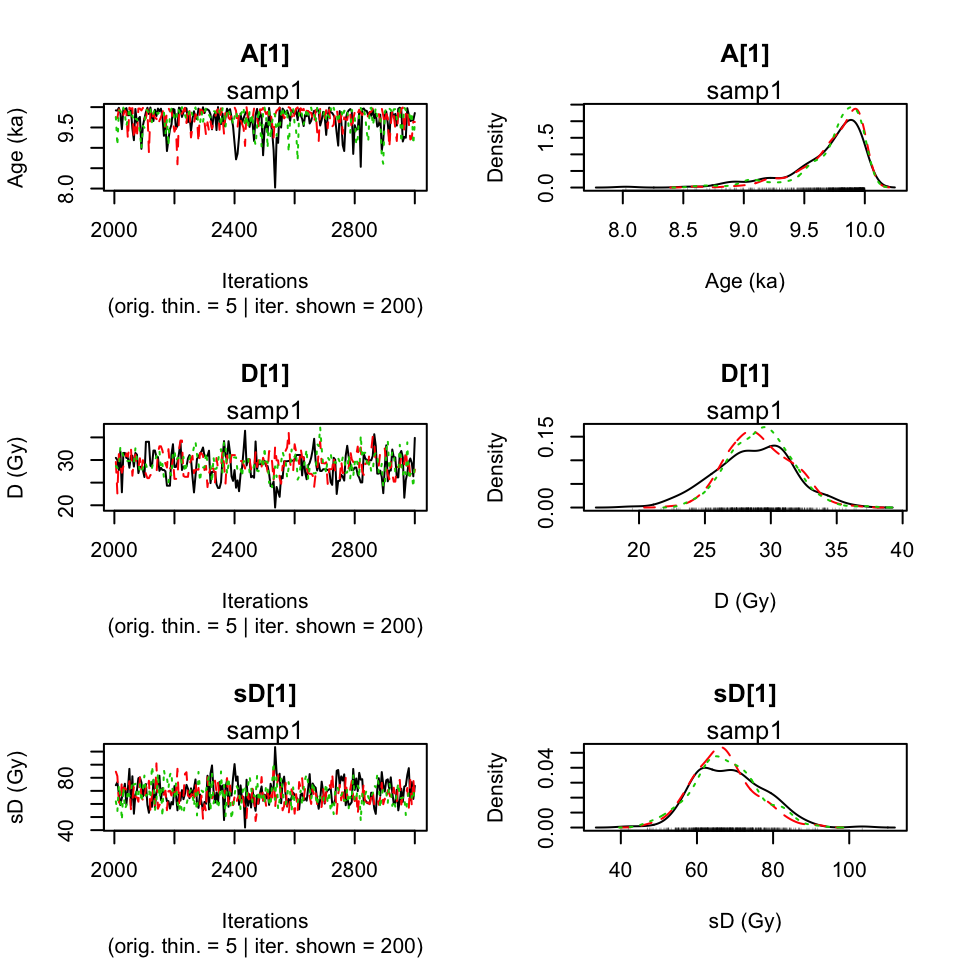 A[1]
samp1
Age (ka)
9.5
8.0
2000 2400 2800
Iterations
(orig. thin. = 5 | iter. shown = 200)
A[1]
samp1
Density
1.5
0.0
8.0 8.5 9.0 9.5 10.0
Age (ka)
D[1]
samp1
D (Gy)
30
20
2000 2400 2800
Iterations
(orig. thin. = 5 | iter. shown = 200)
D[1]
samp1
Density
0.15
0.00
20 25 30 35 40
D (Gy)
sD[1]
samp1
sD (Gy)
80
40
2000 2400 2800
Iterations
(orig. thin. = 5 | iter. shown = 200)
sD[1]
samp1
Density
0.04
0.00
40 60 80 100
sD (Gy)